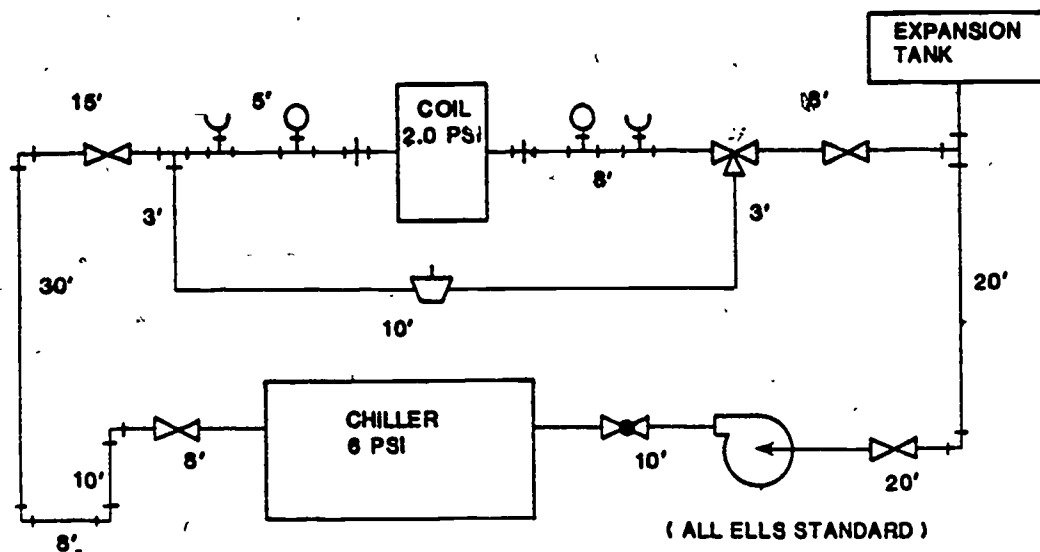 EXPANSION
TANK
15'
5'
COIL
2.0 PSI
8'
3'
3'
30'
10'
20'
CHILLER
6 PSI
10'
8'
10'
20'
8'
( ALL ELLS STANDARD )